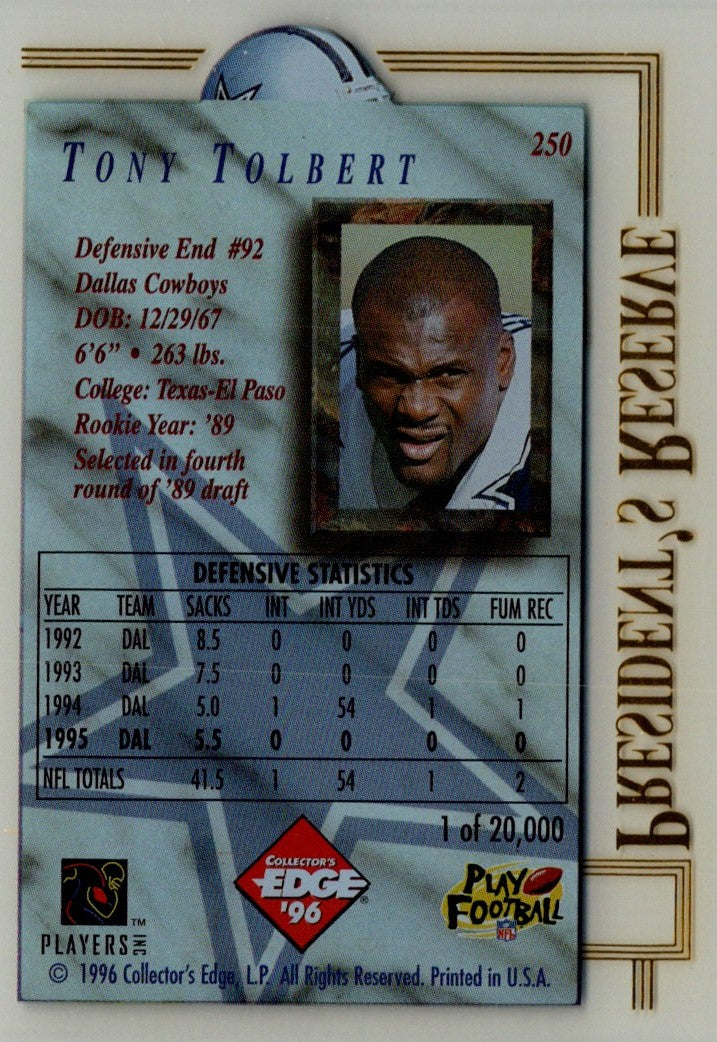 TONY TOLBERT
250
Defensive End #92
Dallas Cowboys
DOB: 12/29/67
6'6" • 263 lbs.
College: Texas-El Paso
Rookie Year: '89
Selected in fourth
round of '89 draft
DEFENSIVE STATISTICS
YEAR TEAM SACKS INT INT YDS INT TDS FUM REC
1992 DAL 8.5 0 0 0 0
1993 DAL 7.5 0 0 0 0
1994 DAL 5.0 1 54 1 1
1995 DAL 5.5 0 0 0 0
NFL TOTALS 41.5 1 54 1 2
1 of 20,000
COLLECTOR'S
EDGE ®
'96
PLAY
FOOTBALL
NFL
TM
PLAYERS INC
© 1996 Collector's Edge, L.P. All Rights Reserved. Printed in U.S.A.
PRESIDENT'S RESERVE